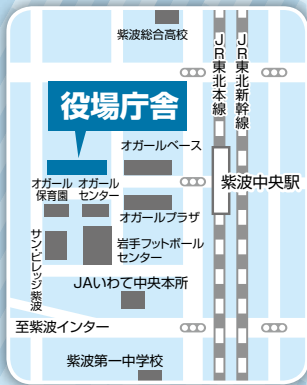 紫波総合高校
JR東北本線
JR東北新幹線
役場庁舎
オガールベース
オガール
保育園
オガール
センター
紫波中央駅
オガールプラザ
サン・ビレッジ紫波
岩手フットボール
センター
JAいわて中央本所
至紫波インター
紫波第一中学校